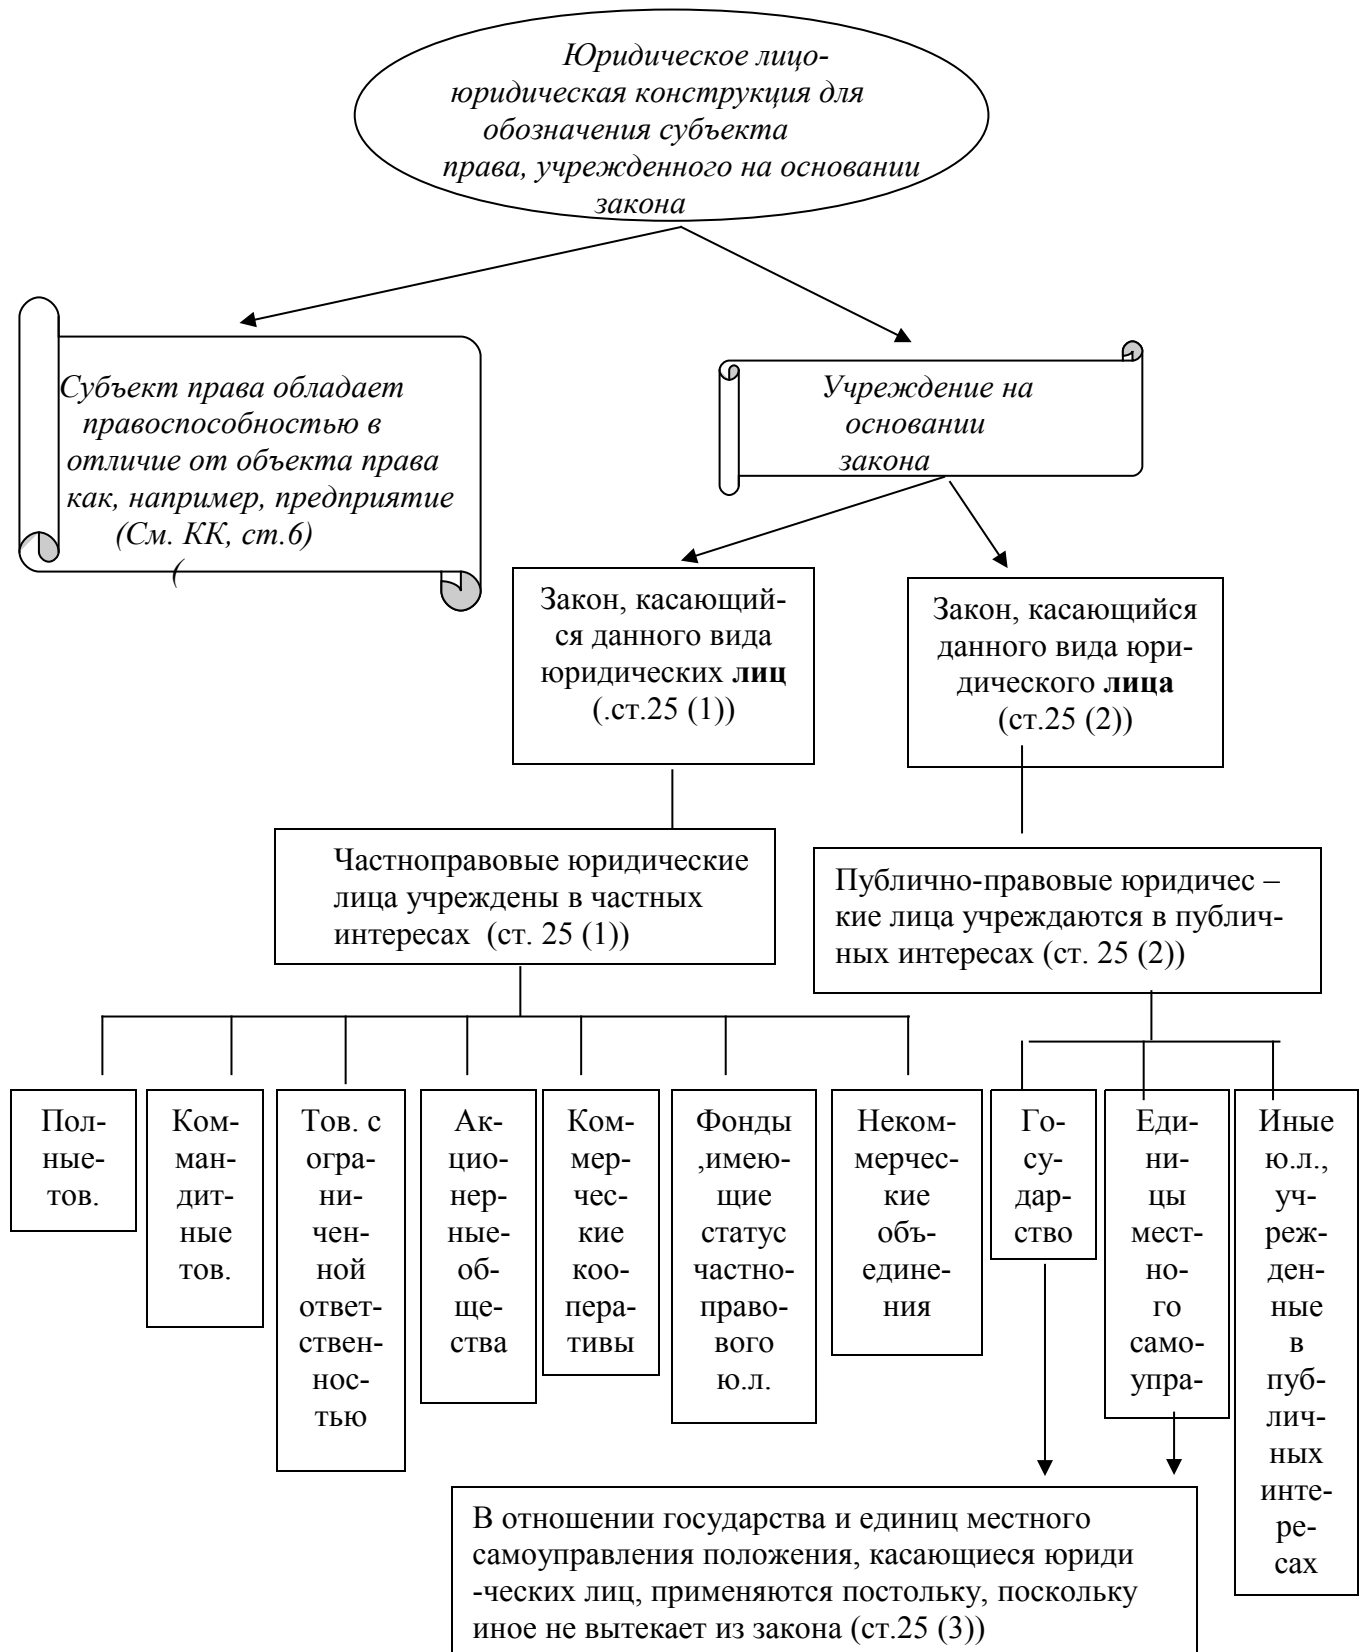 Юридическое лицо-
юридическая конструкция для
обозначения субъекта
права, учрежденного на основании
закона
Субъект права обладает
правоспособностью в
отличие от объекта права
как, например, предприятие
(См. КК, ст.6)
(
Учреждение на
основании
закона
Закон, касающий-
ся данного вида
юридических лиц
(.ст.25 (1))
Закон, касающийся
данного вида юри-
дического лица
(ст.25 (2))
Частноправовые юридические
лица учреждены в частных
интересах (ст. 25 (1))
Публично-правовые юридичес –
кие лица учреждаются в публич-
ных интересах (ст. 25 (2))
Пол-
ные-
тов.
Ком-
ман-
дит-
ные
тов.
Тов. с
огра-
ни-
чен-
ной
ответ-
ствен-
нос-
тью
Ак-
цио-
нер-
ные-
об-
ще-
ства
Ком-
мер-
чес-
кие
коо-
пера-
тивы
Фонды
,имею-
щие
статус
частно-
право-
вого
ю.л.
Неком-
мерчес-
кие
объ-
едине-
ния
Го-
су-
дар-
ство
Еди-
ни-
цы
мест-
но-
го
само-
упра-
Иные
ю.л.,
уч-
реж-
ден-
ные
в
пуб-
лич-
ных
инте-
ре-
сах
В отношении государства и единиц местного
самоуправления положения, касающиеся юриди
-ческих лиц, применяются постольку, поскольку
иное не вытекает из закона (ст.25 (3))